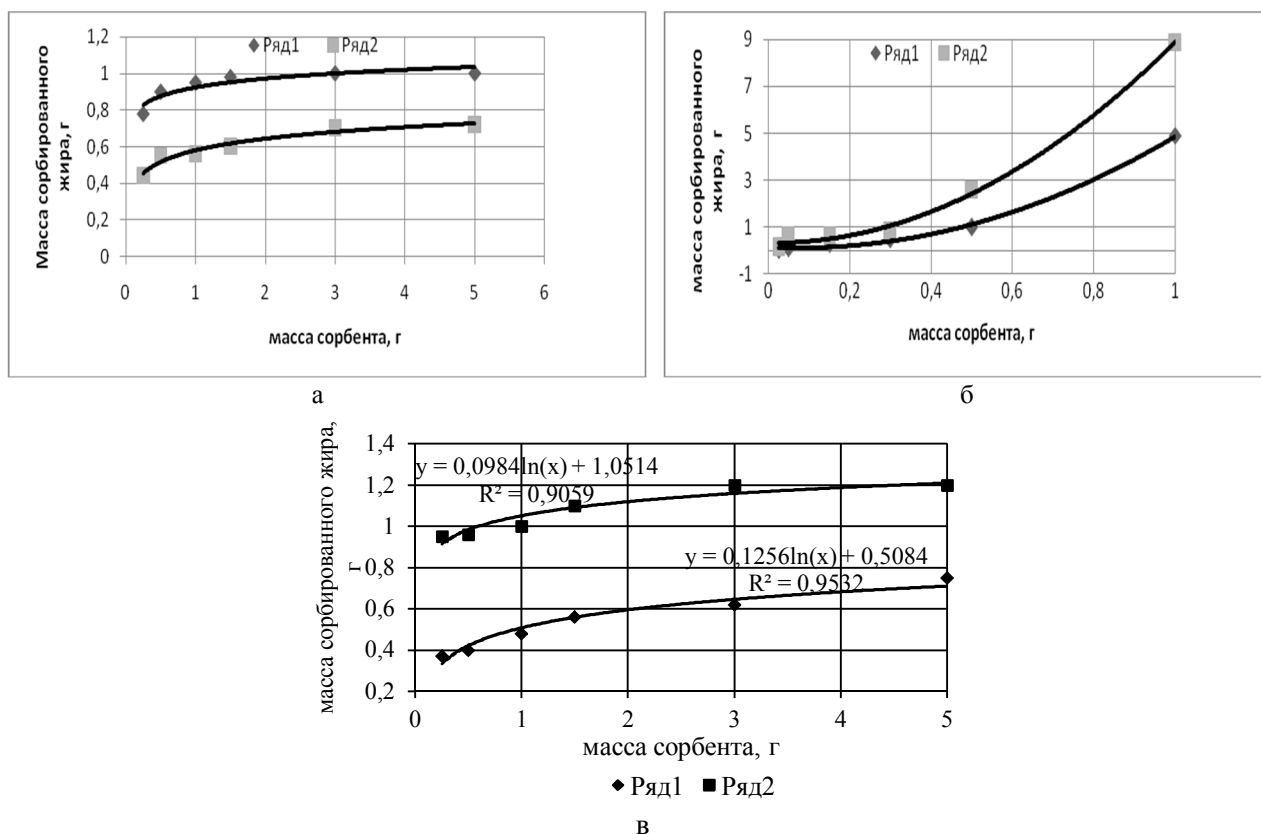 Масса сорбированного
жира, г
1,2
1
0,8
0,6
0,4
0,2
0
Ряд1 Ряд2
0 1 2 3 4 5 6
масса сорбента, г
а
масса сорбированного
жира, г
9
7
5
3
1
-1
Ряд1 Ряд2
0 0,2 0,4 0,6 0,8 1
масса сорбента, г
б
масса сорбированного жира,
г
1,4
1,2
1
0,8
0,6
0,4
0,2
y = 0,0984ln(x) + 1,0514
R² = 0,9059
y = 0,1256ln(x) + 0,5084
R² = 0,9532
0 1 2 3 4 5
масса сорбента, г
Ряд1 Ряд2
в